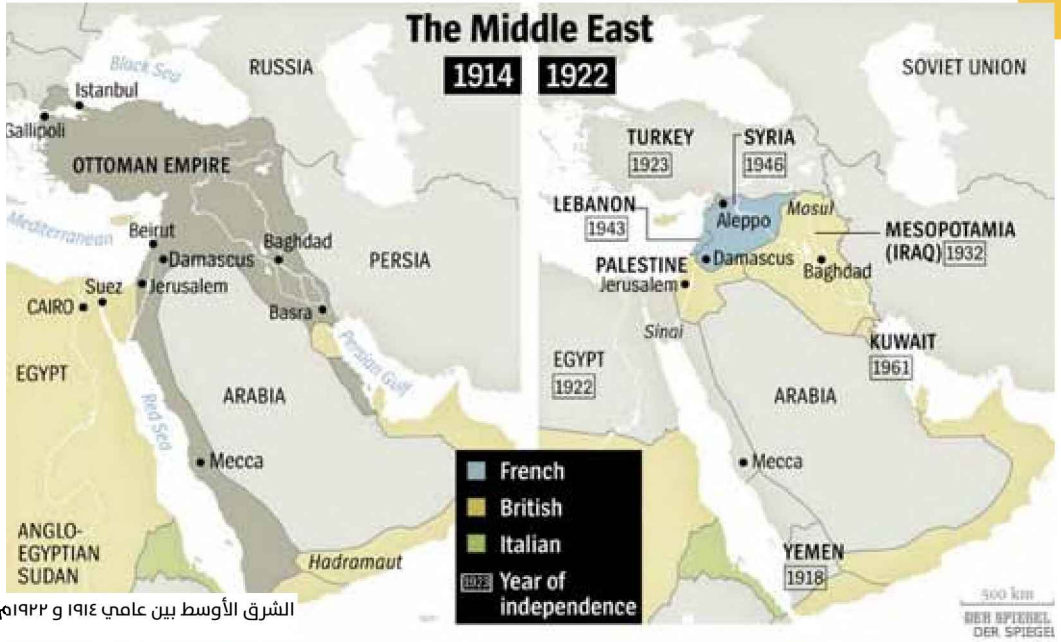 The Middle East
1914
1922
Black Sea
RUSSIA
Istanbul
Gallipoli
OTTOMAN EMPIRE
Mediterranean
Beirut
Damascus
Baghdad
PERSIA
Suez
Jerusalem
CAIRO
Basra
Persian Gulf
EGYPT
ARABIA
Red Sea
Mecca
ANGLO-
EGYPTIAN
SUDAN
Hadramaut
الشرق الأوسط بين عامي ١٩١٤ و ١٩٢٢م
SOVIET UNION
TURKEY
1923
SYRIA
1946
LEBANON
1943
Aleppo
Mosul
MESOPOTAMIA
(IRAQ) 1932
PALESTINE
Damascus
Baghdad
Jerusalem
Sinai
KUWAIT
1961
EGYPT
1922
ARABIA
Mecca
YEMEN
1918
French
British
Italian
1923 Year of
independence
500 km
DER SPIEGEL
DER SPIEGEL